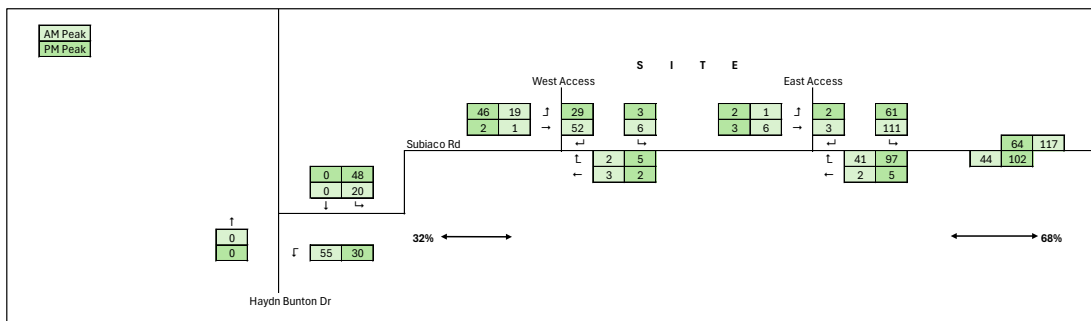 AM Peak
PM Peak
S I T E
West Access
East Access
46 19 ⮥ 29 3 2 1 ⮥ 2 61
2 1 → 52 6 3 6 → 3 111
Subiaco Rd ↵ ↳ ↵ ↳ 64 117
↑ 2 5 ↑ 41 97 44 102
← 3 2 ← 2 5
0 48
0 20
↓ ↳
↑
0
0
↓ 55 30
32%
68%
Haydn Bunton Dr